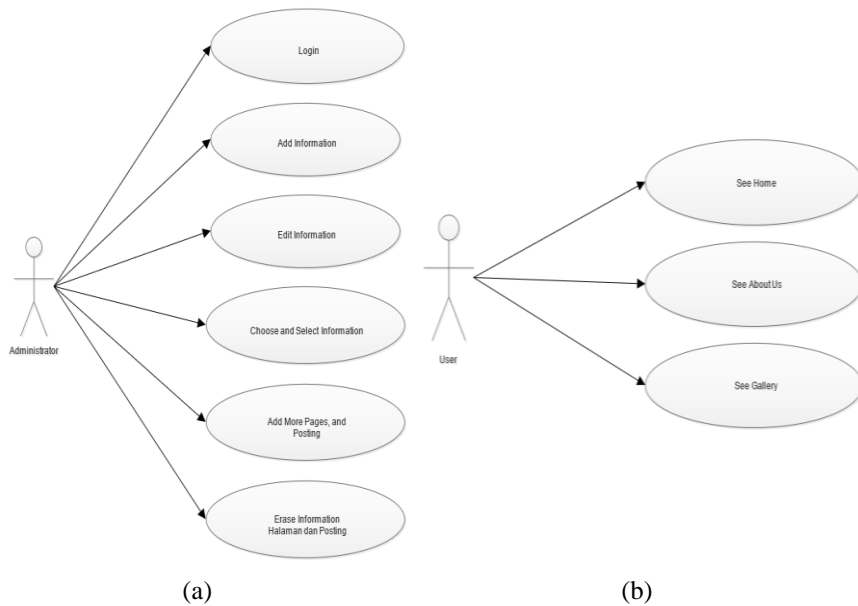 Login
Add Information
Edit Information
Choose and Select Information
Add More Pages, and
Posting
Erase Information
Halaman dan Posting
Administrator
(a)
See Home
See About Us
See Gallery
User
(b)